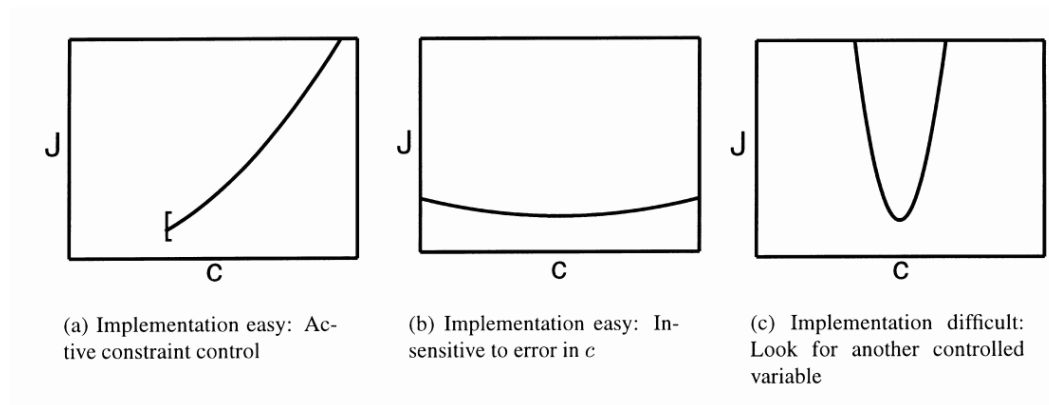 J
C
(a) Implementation easy: Ac-
tive constraint control
J
C
(b) Implementation easy: In-
sensitive to error in c
J
C
(c) Implementation difficult:
Look for another controlled
variable